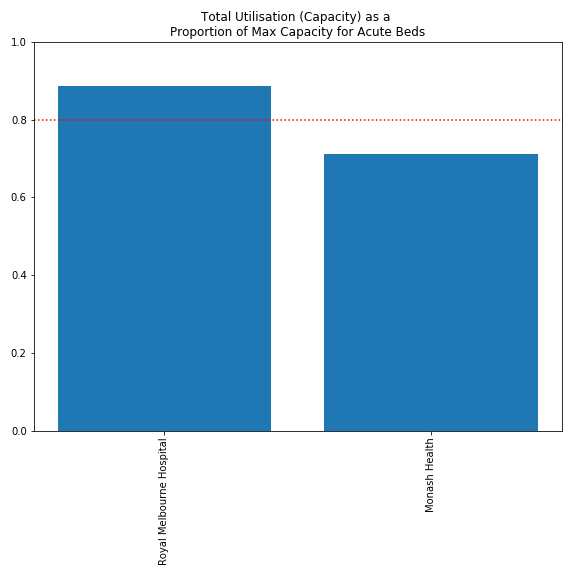 Total Utilisation (Capacity) as a
Proportion of Max Capacity for Acute Beds
1.0
0.8
0.6
0.4
0.2
0.0
Royal Melbourne Hospital
Monash Health